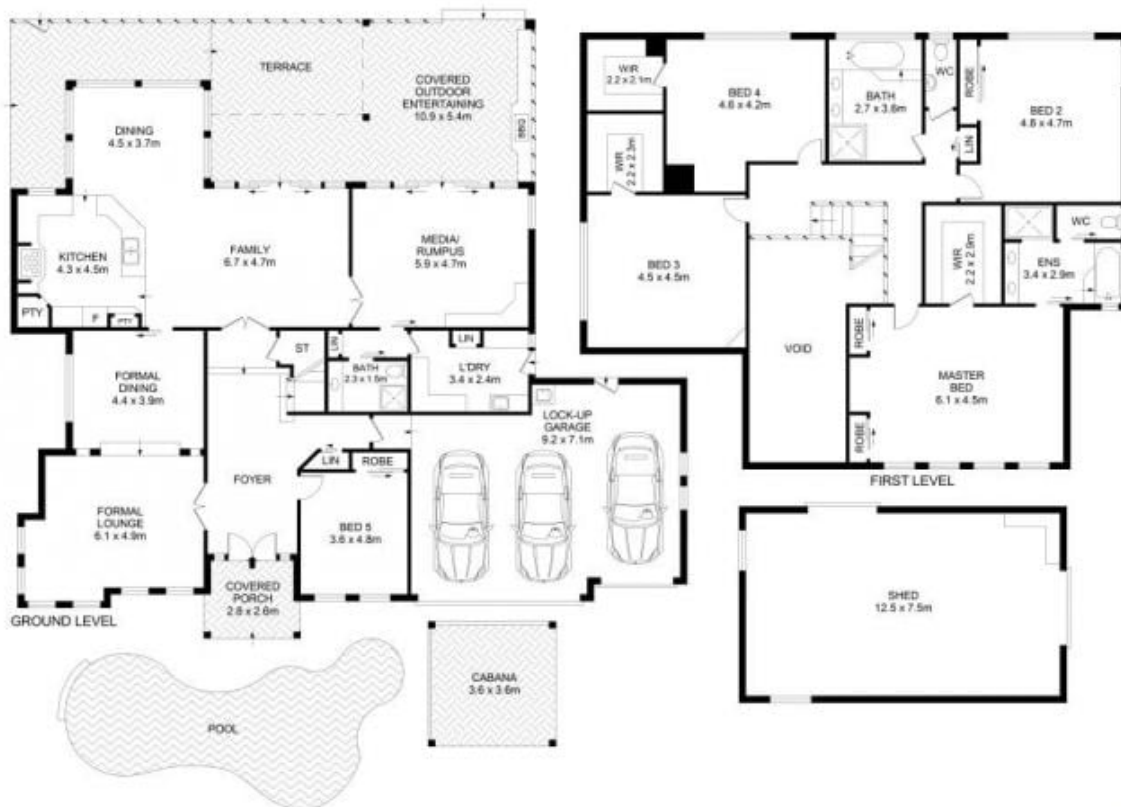 TERRACE
COVERED
OUTDOOR
ENTERTAINING
10.9 x 5.4m
BBQ
DINING
4.5 x 3.7m
KITCHEN
4.3 x 4.5m
FAMILY
6.7 x 4.7m
MEDIA/
RUMPUS
5.9 x 4.7m
PTY
F
PTY
ST
LIN
LIN
BATH
2.3 x 1.5m
L'DRY
3.4 x 2.4m
FORMAL
DINING
4.4 x 3.9m
LOCK-UP
GARAGE
9.2 x 7.1m
LIN
ROBE
FOYER
FORMAL
LOUNGE
6.1 x 4.9m
BED 5
3.6 x 4.8m
COVERED
PORCH
2.8 x 2.6m
GROUND LEVEL
POOL
CABANA
3.6 x 3.6m
WIR
2.2 x 2.1m
BED 4
4.6 x 4.2m
BATH
2.7 x 3.6m
WC
ROBE
BED 2
4.8 x 4.7m
LIN
WIR
2.2 x 2.3m
BED 3
4.5 x 4.5m
WIR
2.2 x 2.9m
WC
ENS
3.4 x 2.9m
VOID
ROBE
MASTER
BED
6.1 x 4.5m
ROBE
FIRST LEVEL
SHED
12.5 x 7.5m